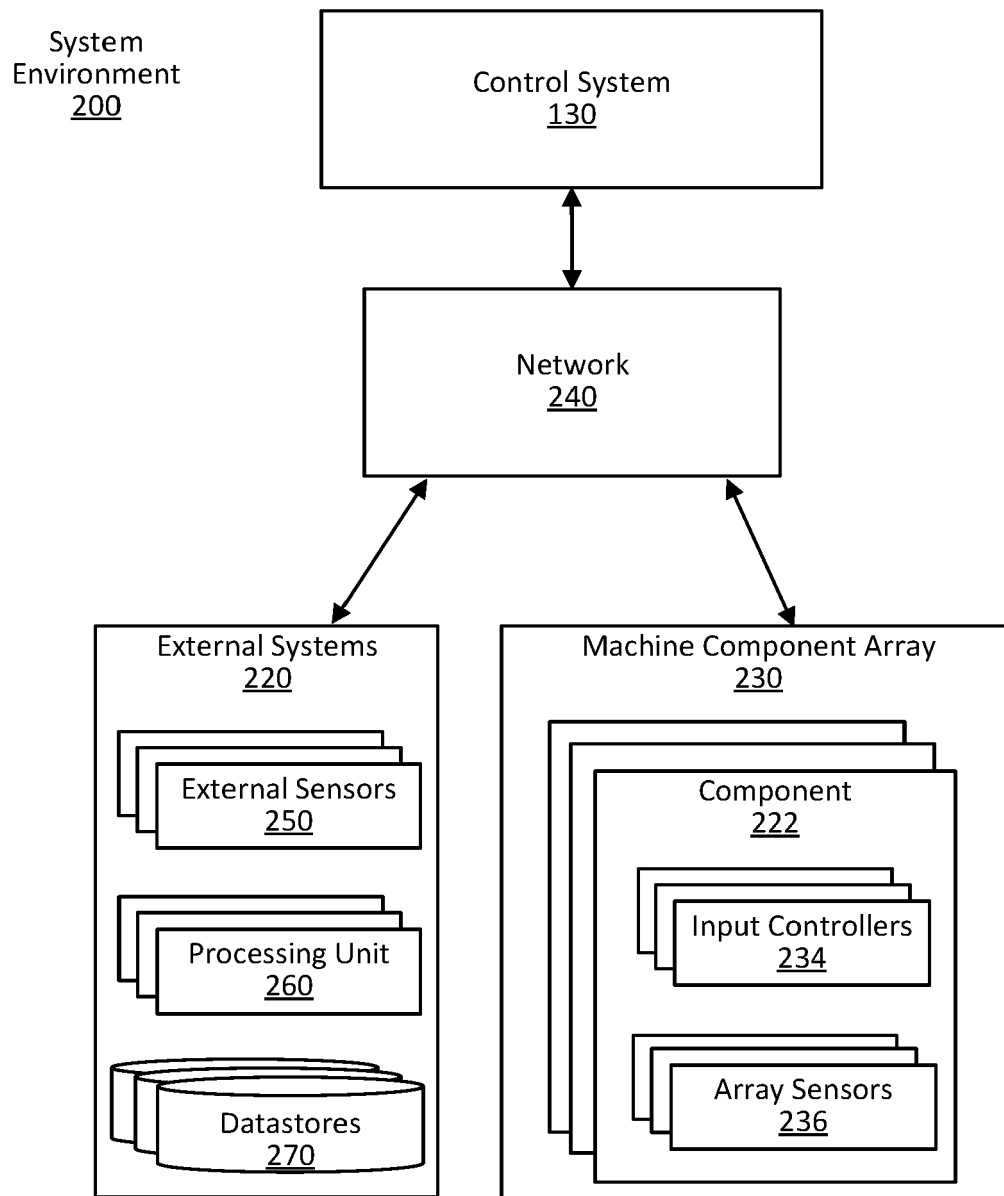 System
Environment
200
Control System
130
Network
240
External Systems
220
External Sensors
250
Processing Unit
260
Datastores
270
Machine Component Array
230
Component
222
Input Controllers
234
Array Sensors
236